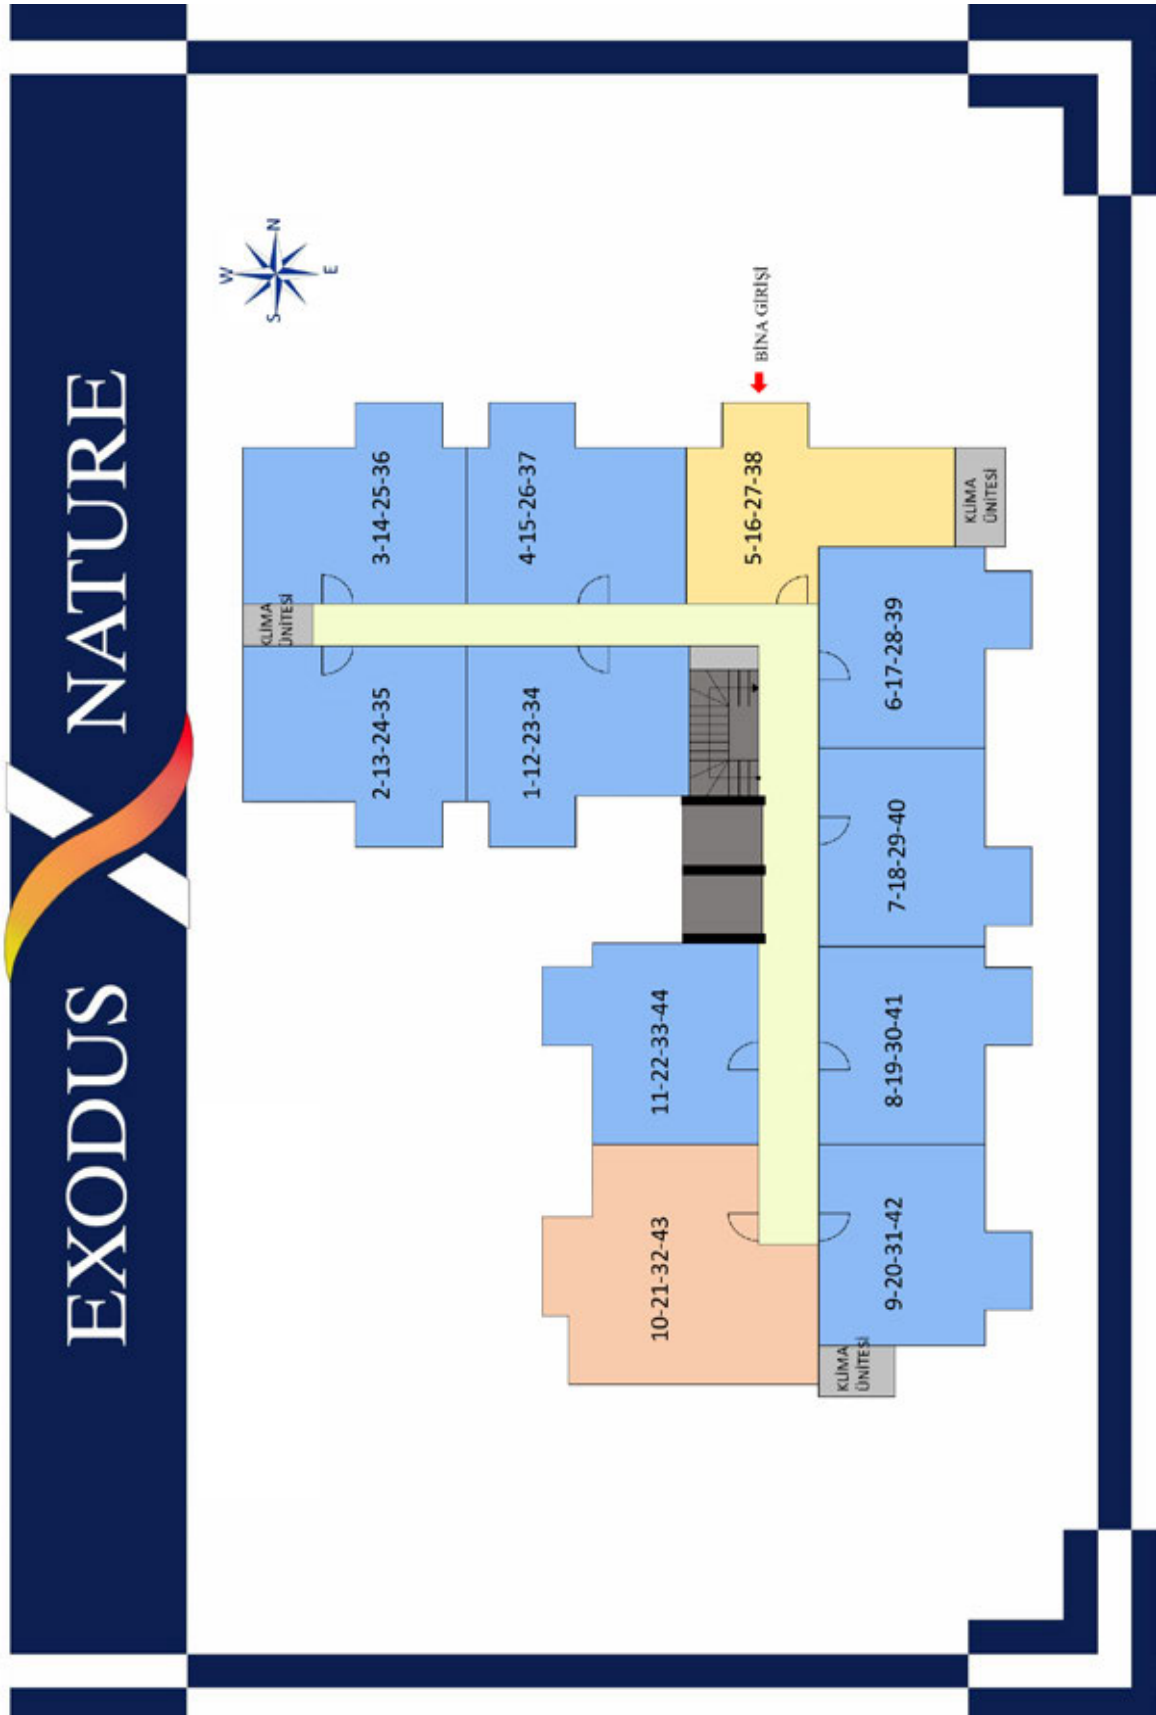 EXODUS NATURE
W
N
S
E
BİNA GİRİŞİ
2-13-24-35
3-14-25-36
KLİMA
ÜNİTESİ
1-12-23-34
4-15-26-37
5-16-27-38
KLİMA
ÜNİTESİ
11-22-33-44
10-21-32-43
9-20-31-42
8-19-30-41
7-18-29-40
6-17-28-39
KLİMA
ÜNİTESİ